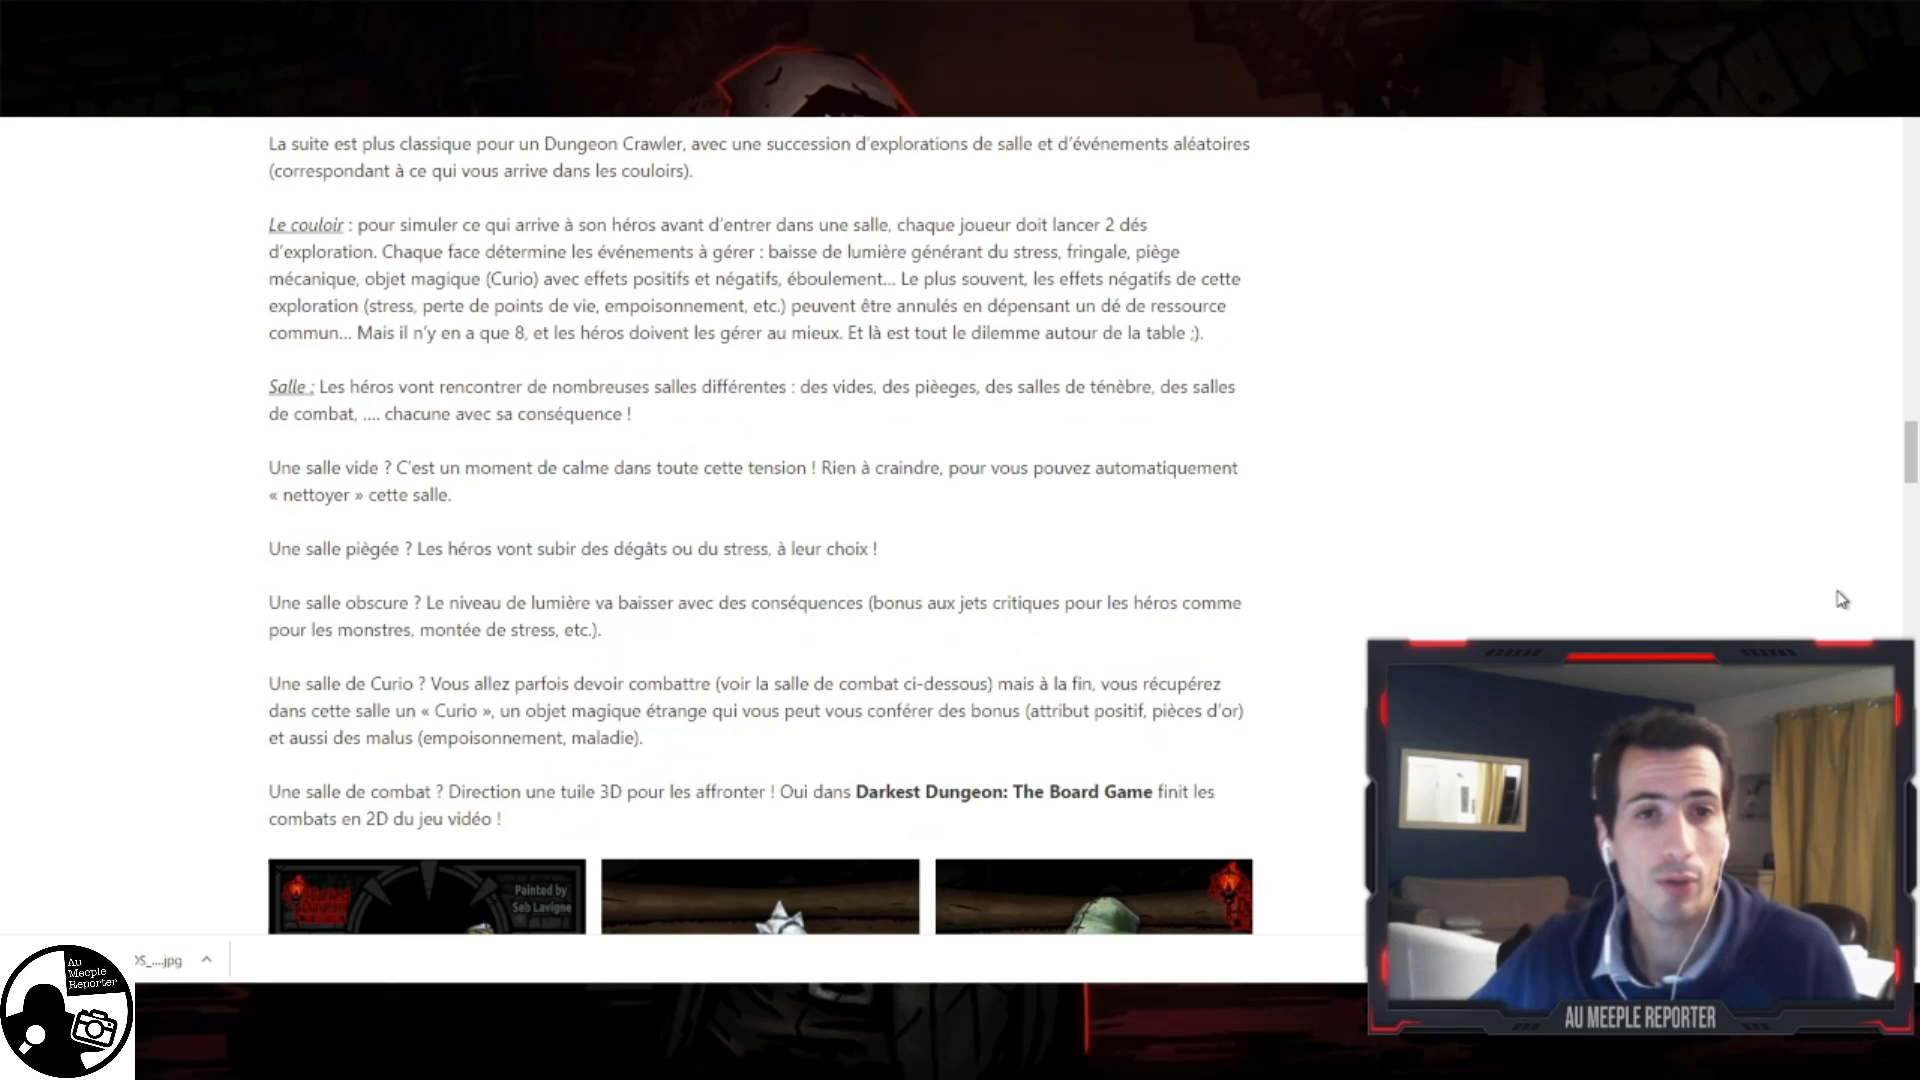 La suite est plus classique pour un Dungeon Crawler, avec une succession d'explorations de salle et d'événements aléatoires
(correspondant à ce qui vous arrive dans les couloirs).
Le couloir : pour simuler ce qui arrive à son héros avant d'entrer dans une salle, chaque joueur doit lancer 2 dés
d'exploration. Chaque face détermine les événements à gérer : baisse de lumière générant du stress, fringale, piège
mécanique, objet magique (Curio) avec effets positifs et négatifs, éboulement... Le plus souvent, les effets négatifs de cette
exploration (stress, perte de points de vie, empoisonnement, etc.) peuvent être annulés en dépensant un dé de ressource
commun... Mais il n'y en a que 8, et les héros doivent les gérer au mieux. Et là est tout le dilemme autour de la table ;).
Salle : Les héros vont rencontrer de nombreuses salles différentes : des vides, des pièeges, des salles de ténèbre, des salles
de combat, .... chacune avec sa conséquence !
Une salle vide ? C'est un moment de calme dans toute cette tension ! Rien à craindre, pour vous pouvez automatiquement
« nettoyer » cette salle.
Une salle piègée ? Les héros vont subir des dégâts ou du stress, à leur choix !
Une salle obscure ? Le niveau de lumière va baisser avec des conséquences (bonus aux jets critiques pour les héros comme
pour les monstres, montée de stress, etc.).
Une salle de Curio ? Vous allez parfois devoir combattre (voir la salle de combat ci-dessous) mais à la fin, vous récupérez
dans cette salle un « Curio », un objet magique étrange qui vous peut vous conférer des bonus (attribut positif, pièces d'or)
et aussi des malus (empoisonnement, maladie).
Une salle de combat ? Direction une tuile 3D pour les affronter ! Oui dans Darkest Dungeon: The Board Game finit les
combats en 2D du jeu vidéo !
Darkest
Dungeon
Painted by
Seb Lavigne
Au
Meeple
Reporter
OS_....jpg
AU MEEPLE REPORTER